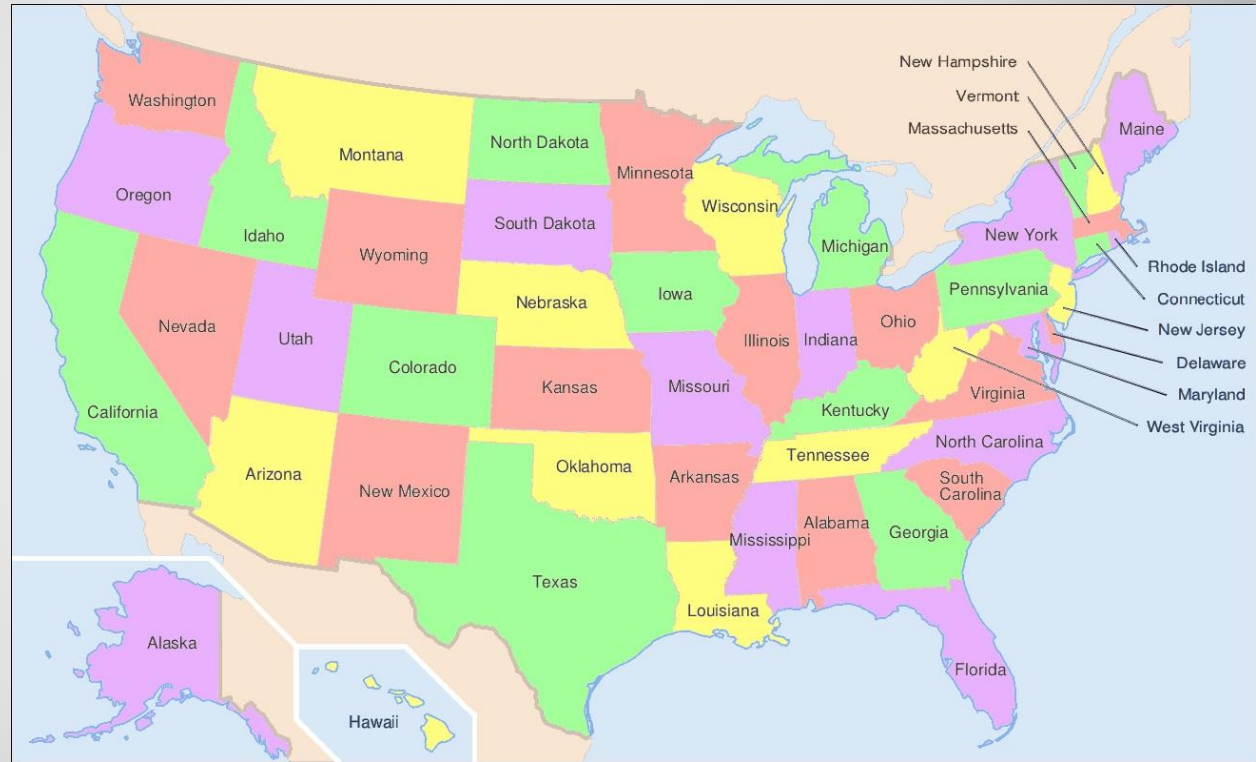 New Hampshire
Vermont
Massachusetts
Washington
Maine
Montana
North Dakota
Minnesota
Oregon
Idaho
South Dakota
Wisconsin
Michigan
New York
Wyoming
Rhode Island
Pennsylvania
Connecticut
Iowa
Nebraska
Nevada
Utah
Illinois
Indiana
Ohio
New Jersey
Delaware
Colorado
Kansas
Missouri
Maryland
California
Kentucky
Virginia
West Virginia
North Carolina
Tennessee
Arizona
Oklahoma
Arkansas
South
Carolina
New Mexico
Mississippi
Alabama
Georgia
Texas
Louisiana
Alaska
Florida
Hawaii